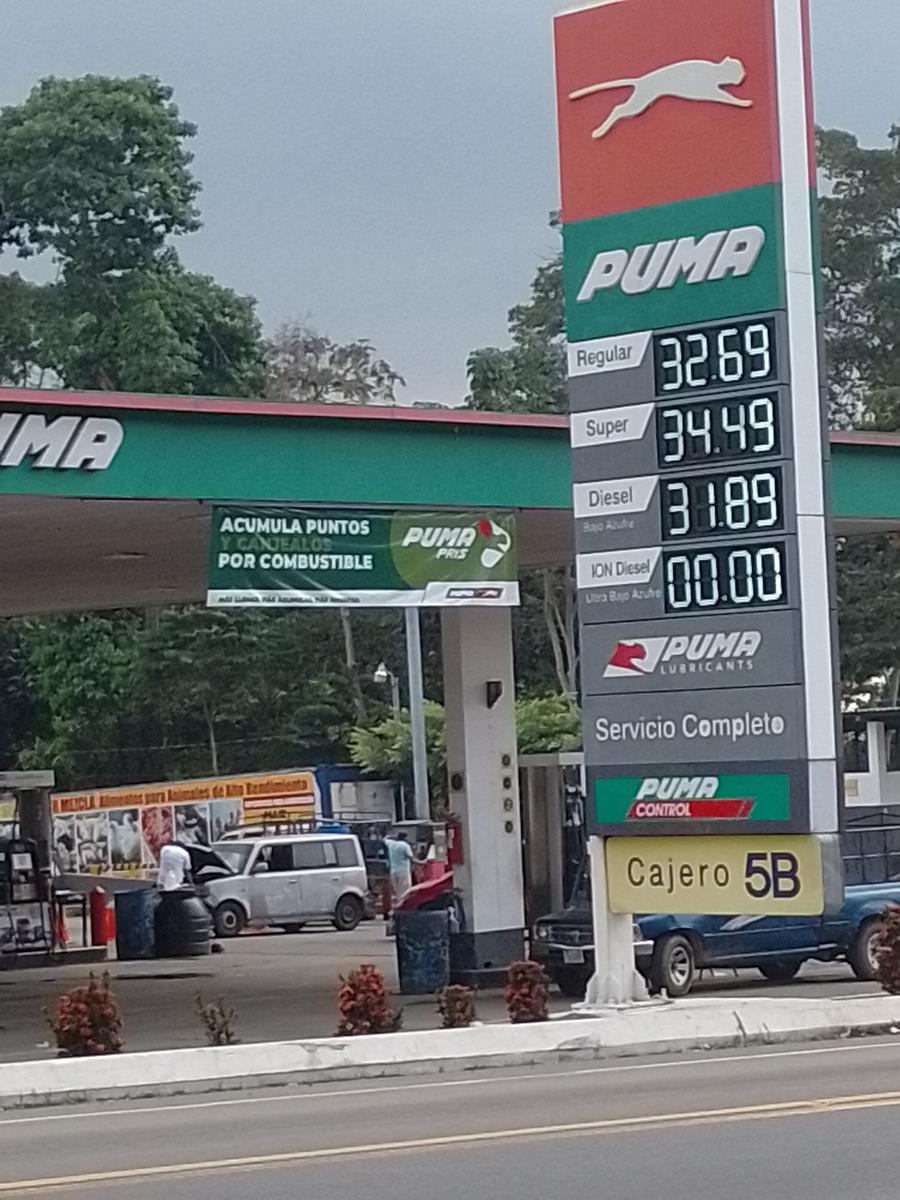 PUMA
Regular 32.69
Super 34.49
Diesel 31.89
Bajo Azufre
ION Diesel 00.00
Ultra Bajo Azufre
PUMA
LUBRICANTS
Servicio Completo
PUMA
CONTROL
Cajero 5B
UMA
ACUMULA PUNTOS
Y CANJEALOS
POR COMBUSTIBLE
PUMA
PRIS
MEZCLA. Alimentos para Animales de Alto Rendimiento